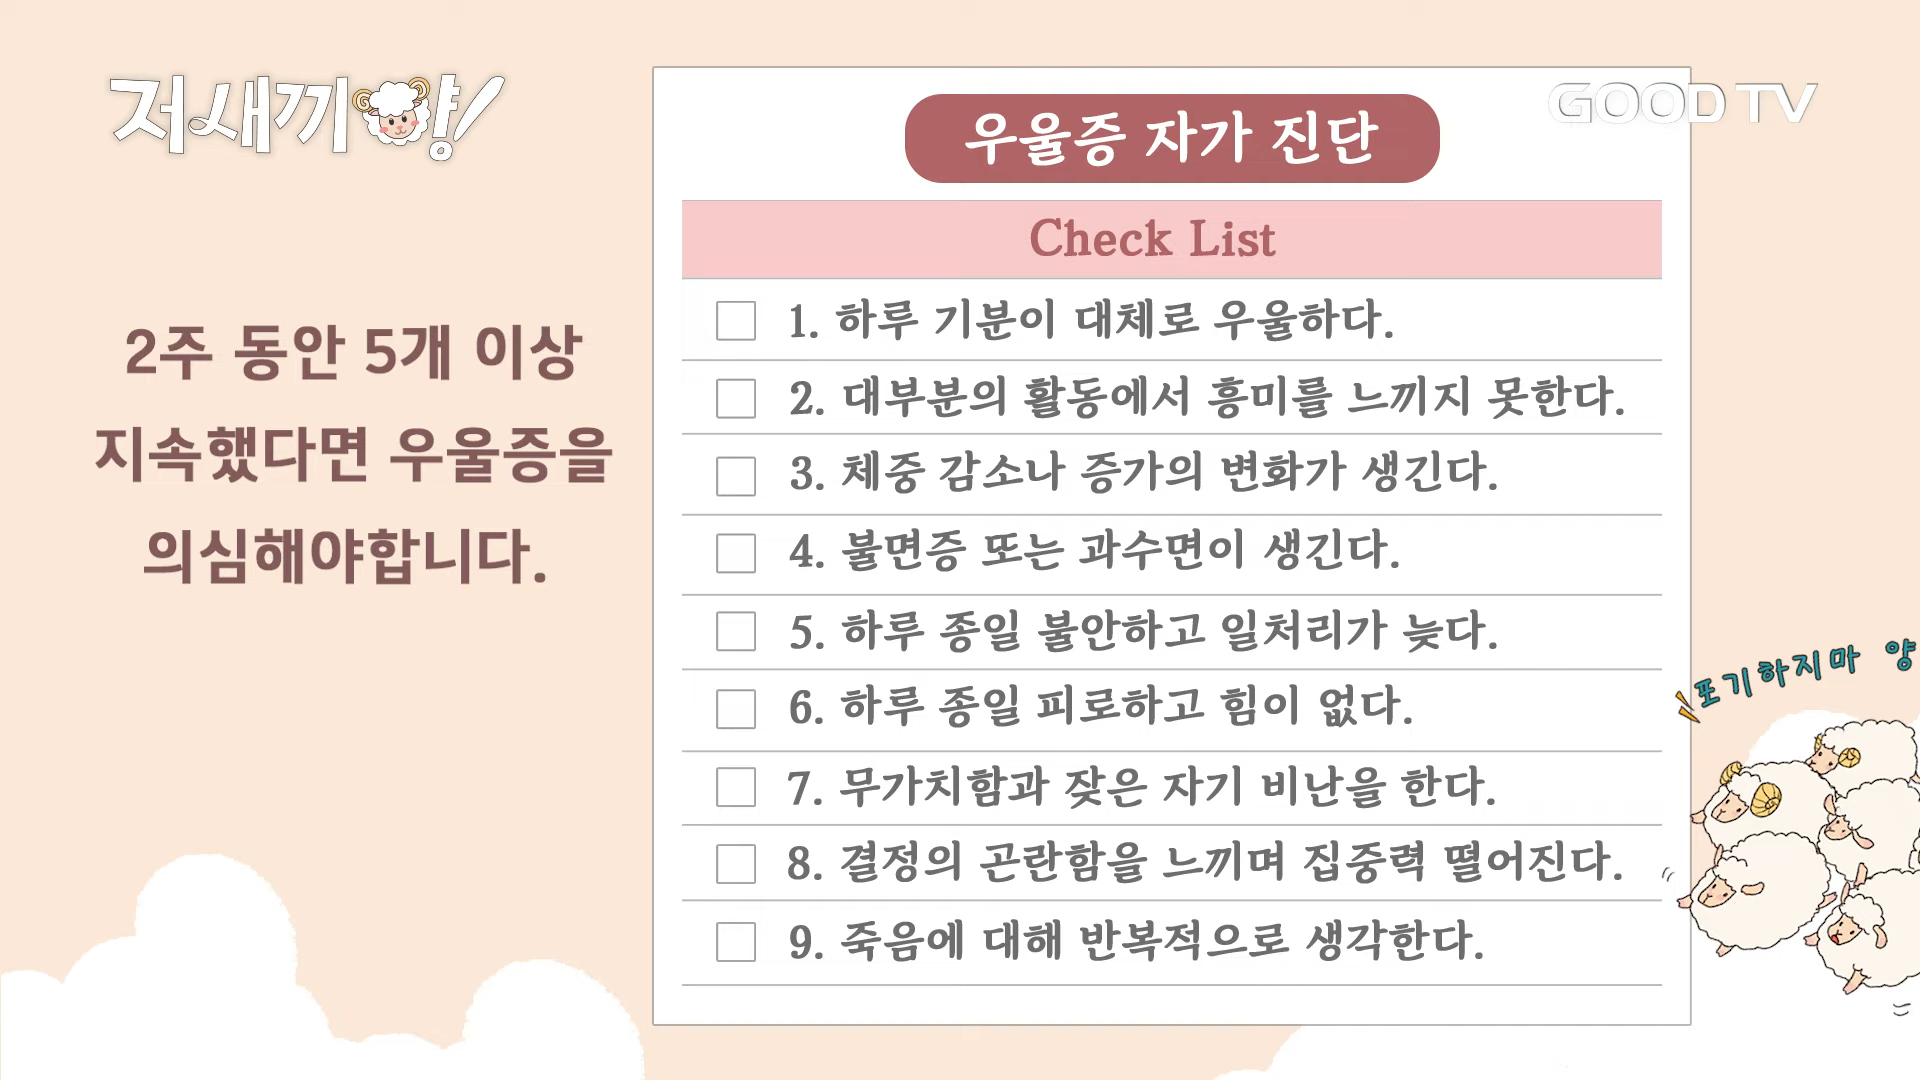 저새끼양!
GOOD TV
우울증 자가 진단
Check List
2주 동안 5개 이상
지속했다면 우울증을
의심해야합니다.
1. 하루 기분이 대체로 우울하다.
2. 대부분의 활동에서 흥미를 느끼지 못한다.
3. 체중 감소나 증가의 변화가 생긴다.
4. 불면증 또는 과수면이 생긴다.
5. 하루 종일 불안하고 일처리가 늦다.
6. 하루 종일 피로하고 힘이 없다.
7. 무가치함과 잦은 자기 비난을 한다.
8. 결정의 곤란함을 느끼며 집중력 떨어진다.
9. 죽음에 대해 반복적으로 생각한다.
포기하지마 양